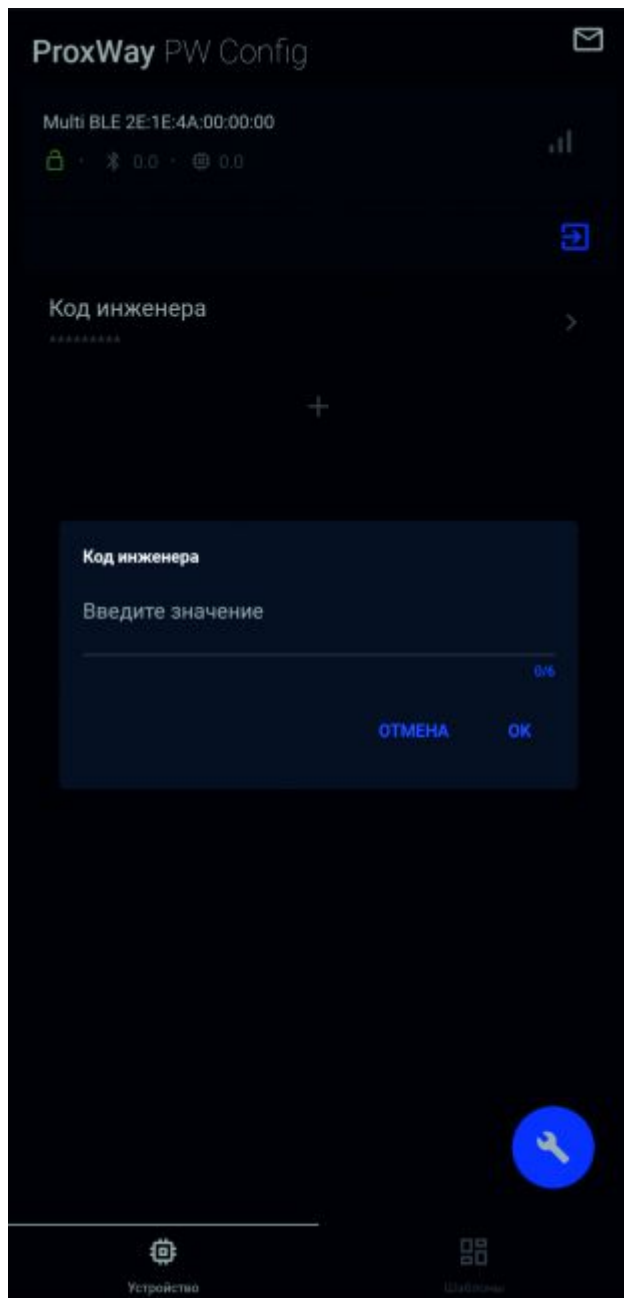 ProxWay PW Config
Multi BLE 2E:1E:4A:00:00:00
0.0 · 0.0
Код инженера
*********
Код инженера
Введите значение
0/6
ОТМЕНА OK
Устройство Шаблоны